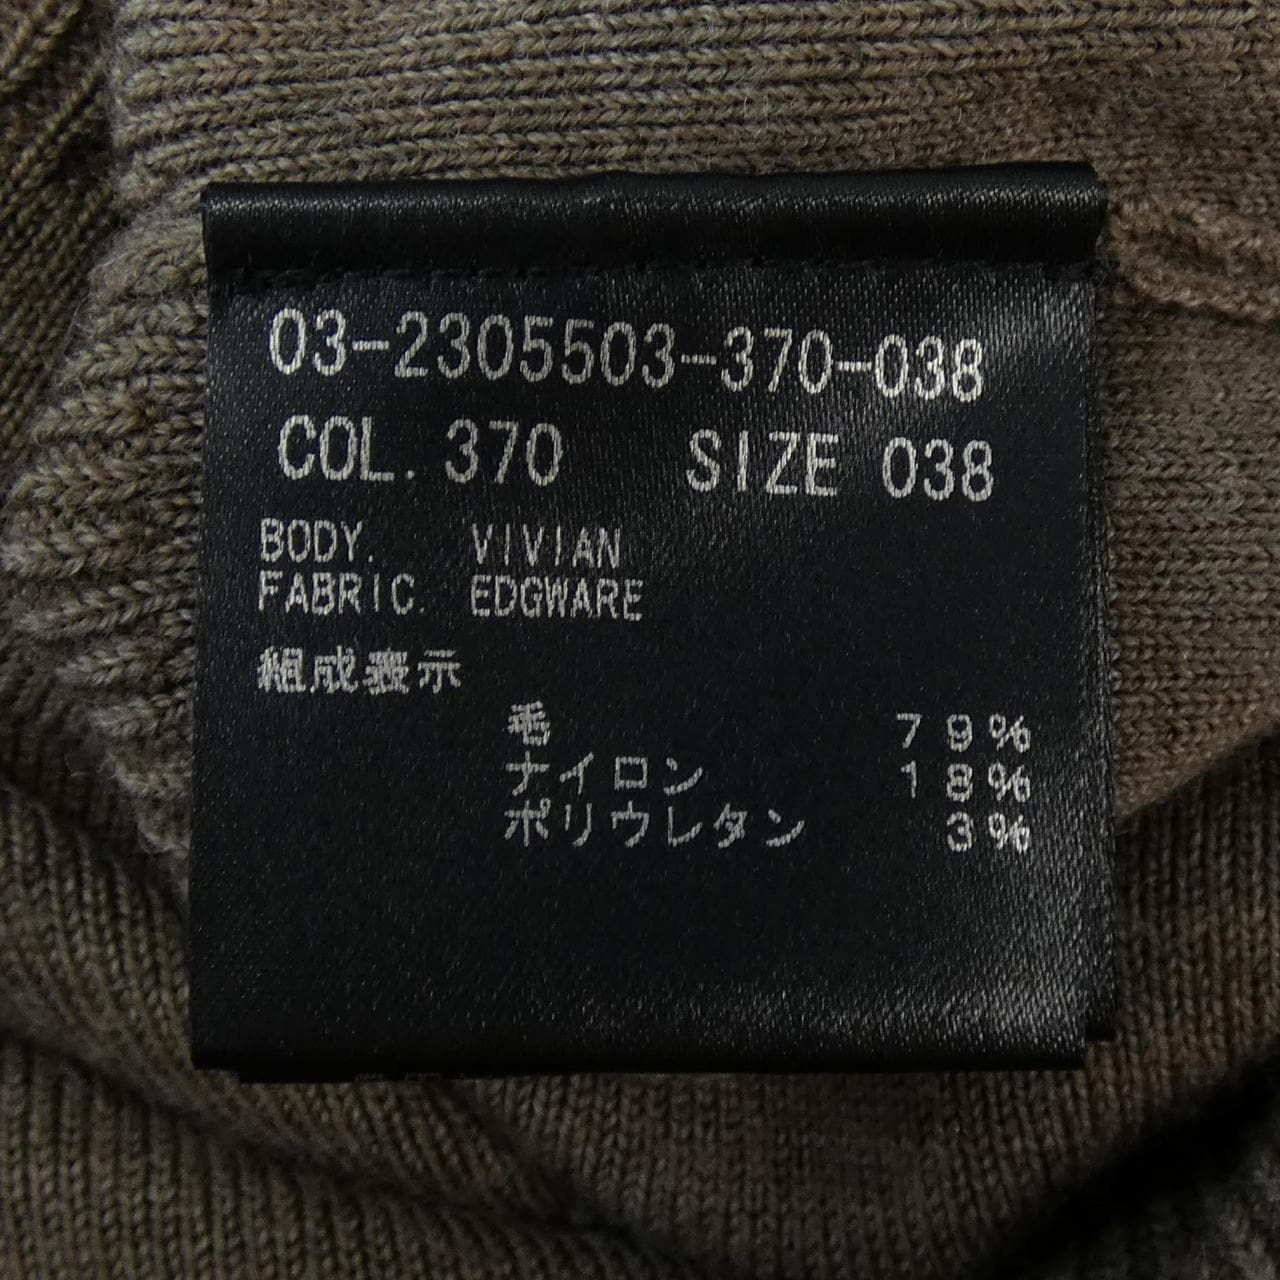 03-2305503-370-038
COL. 370 SIZE 038
BODY. VIVIAN
FABRIC. EDGWARE
組成表示
毛 79%
ナイロン 18%
ポリウレタン 3%